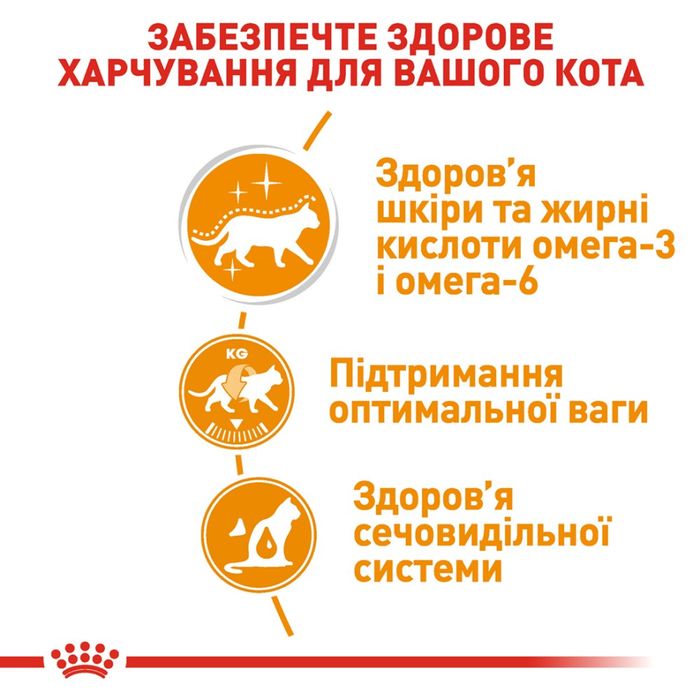 ЗАБЕЗПЕЧТЕ ЗДОРОВЕ
ХАРЧУВАННЯ ДЛЯ ВАШОГО КОТА
Здоров’я
шкіри та жирні
кислоти омега-3
і омега-6
KG
Підтримання
оптимальної ваги
Здоров’я
сечовидільної
системи